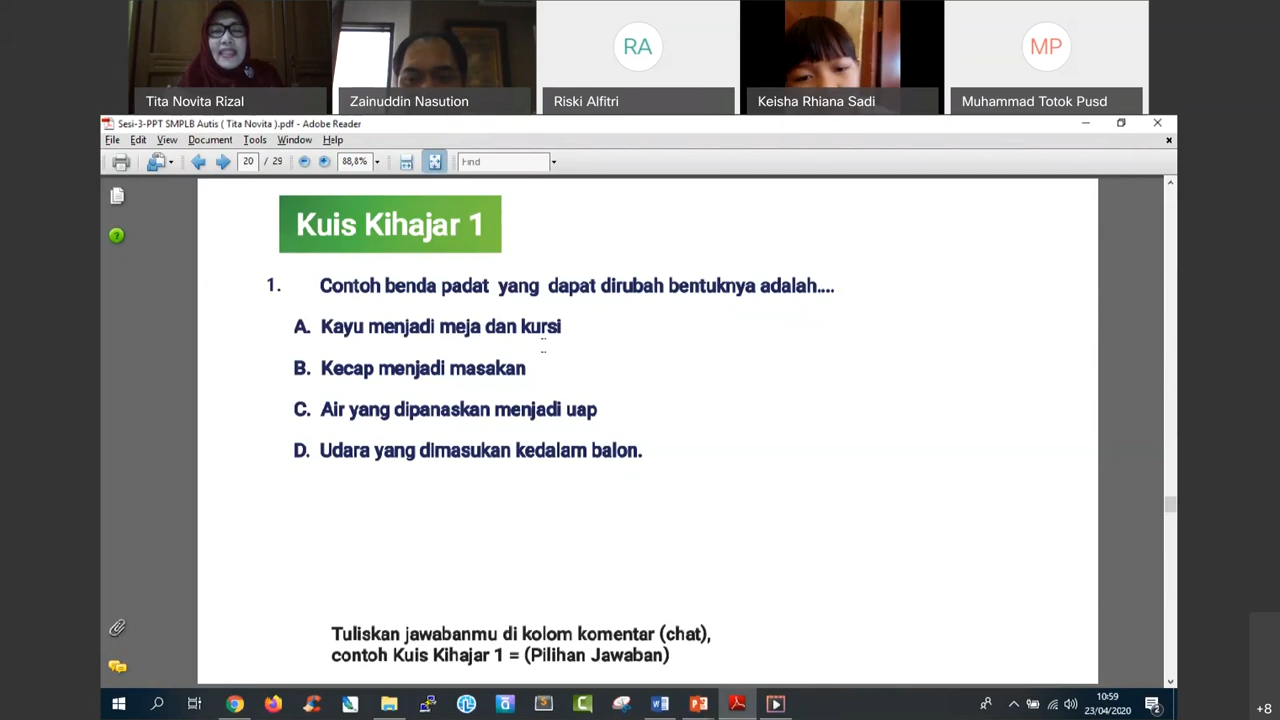 RA
MP
Tita Novita Rizal
Zainuddin Nasution
Riski Alfitri
Keisha Rhiana Sadi
Muhammad Totok Pusd
Sesi-3-PPT SMPLB Autis ( Tita Novita ).pdf - Adobe Reader
File Edit View Document Tools Window Help
20 / 29 88,8% Find
Kuis Kihajar 1
1. Contoh benda padat yang dapat dirubah bentuknya adalah....
A. Kayu menjadi meja dan kursi
B. Kecap menjadi masakan
C. Air yang dipanaskan menjadi uap
D. Udara yang dimasukan kedalam balon.
Tuliskan jawabanmu di kolom komentar (chat),
contoh Kuis Kihajar 1 = (Pilihan Jawaban)
10:59
23/04/2020
2
+8